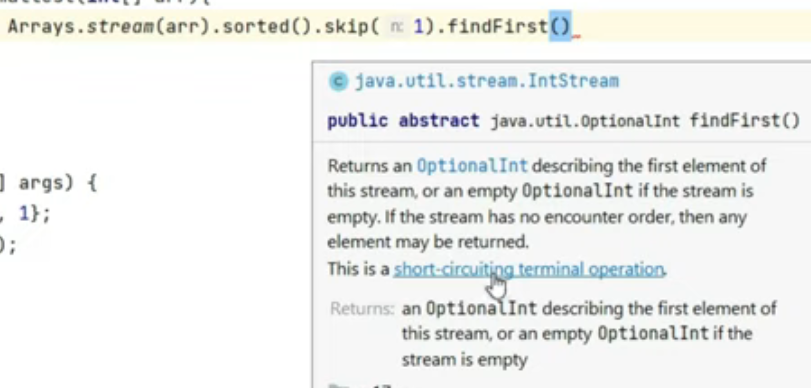 (int[] arr){
Arrays.stream(arr).sorted().skip( n: 1).findFirst()
java.util.stream.IntStream
public abstract java.util.OptionalInt findFirst()
Returns an OptionalInt describing the first element of
this stream, or an empty OptionalInt if the stream is
empty. If the stream has no encounter order, then any
element may be returned.
This is a short-circuiting terminal operation.
Returns: an OptionalInt describing the first element of
this stream, or an empty OptionalInt if the
stream is empty
] args) {
, 1};
);